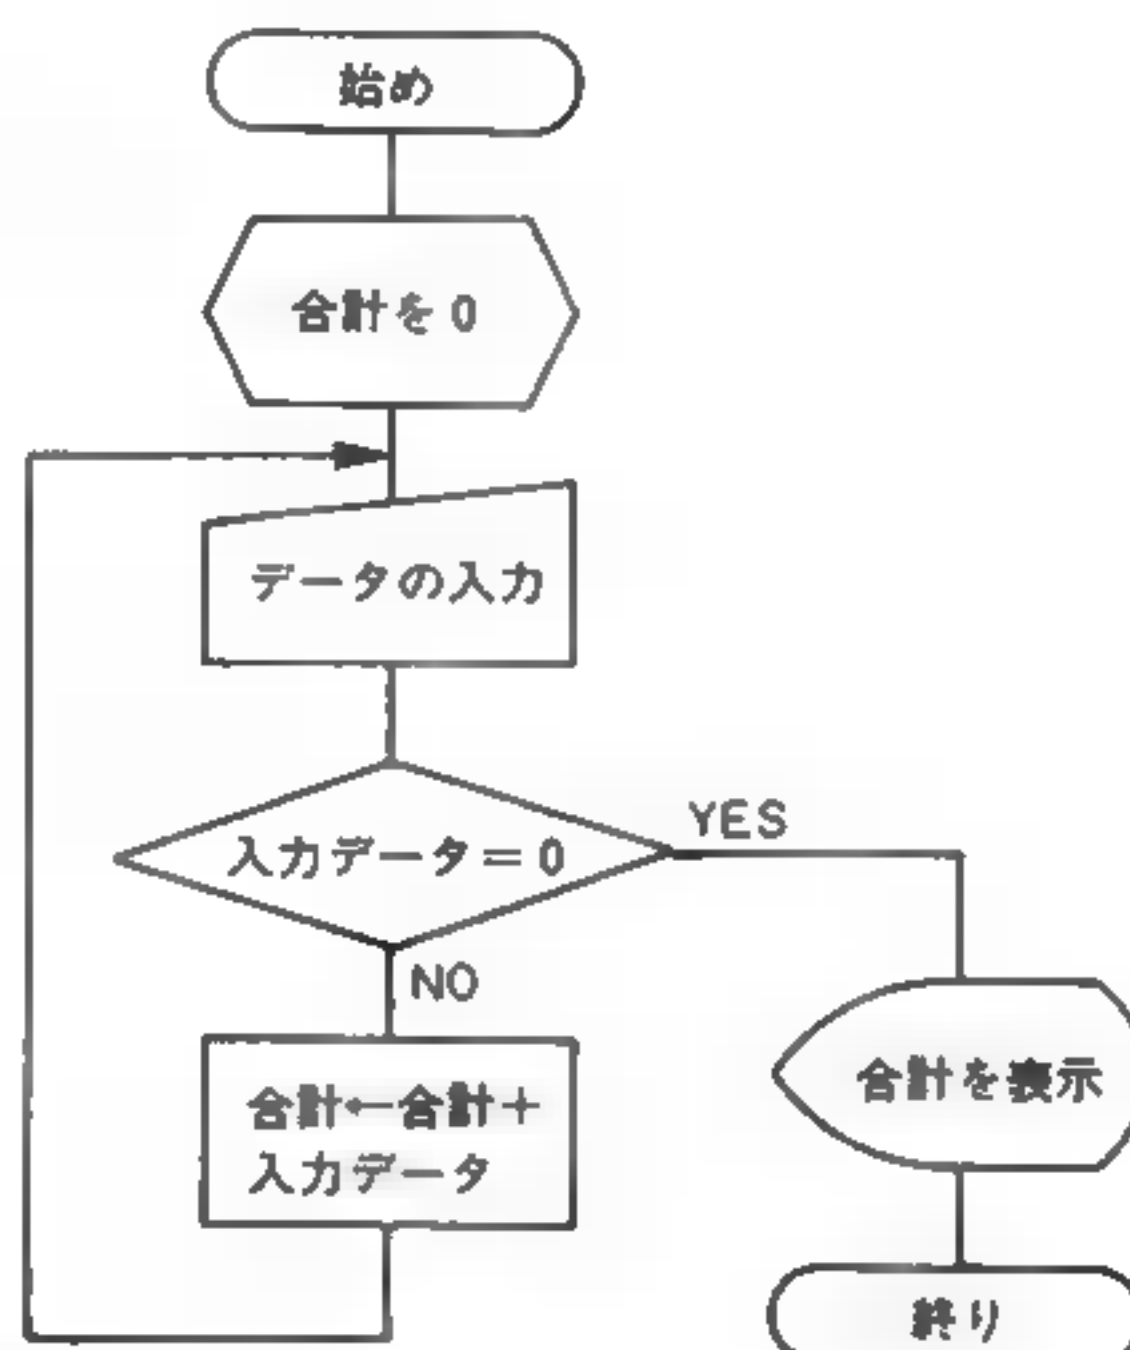 始め
合計を0
データの入力
入力データ=0
YES
NO
合計←合計+
入力データ
合計を表示
終り